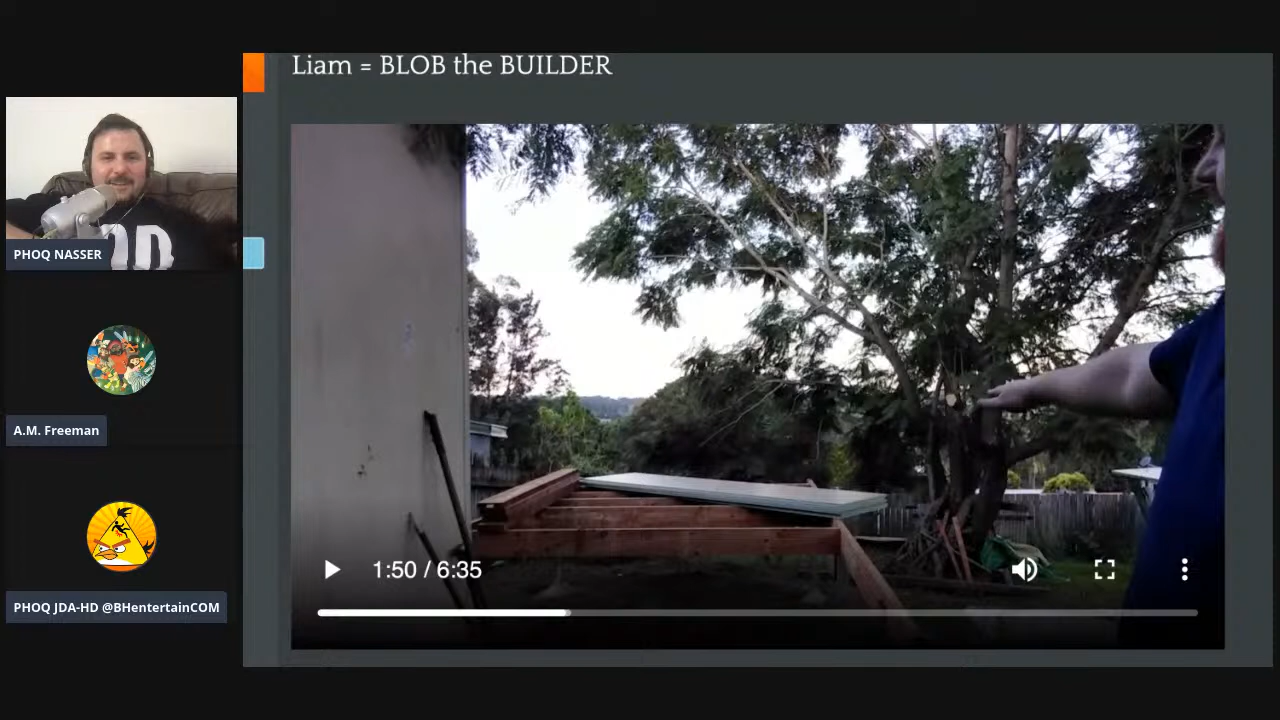 Liam = BLOB the BUILDER
PHOQ NASSER
A.M. Freeman
PHOQ JDA-HD @BHentertainCOM
1:50 / 6:35